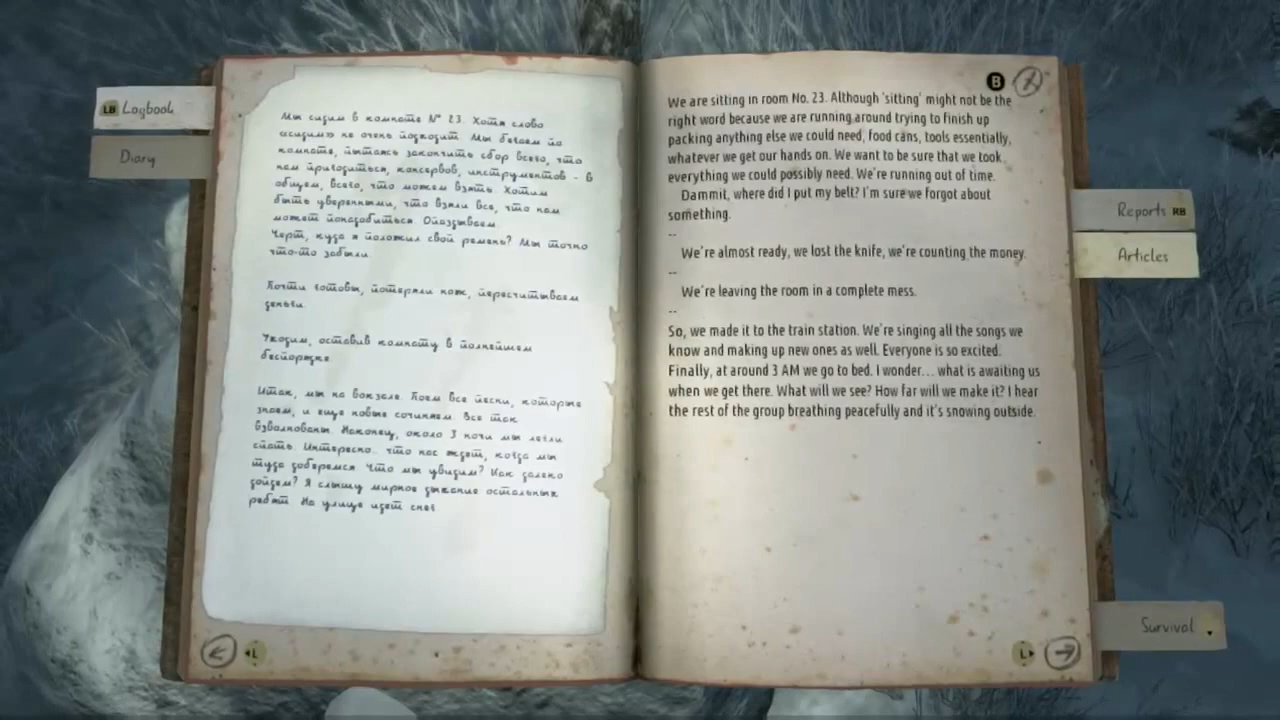 LB Logbook
Diary
Мы сидим в комнате № 23. Хотя слово
«сидим» не очень подходит. Мы бегаем по
комнате, пытаясь закончить сбор всего, что
нам пригодиться, консервов, инструментов - в
общем, всего, что можем взять. Хотим
быть уверенными, что взяли все, что нам
может понадобиться. Опаздываем.
Черт, куда я положил свой ремень? Мы точно
что-то забыли.
Почти готовы, потеряли нож, пересчитываем
деньги.
Уходим, оставив комнату в полнейшем
беспорядке.
Итак, мы на вокзале. Поем все песни, которые
знаем, и еще новые сочиняем. Все так
взволнованы. Наконец, около 3 ночи мы легли
спать. Интересно.. что нас ждет, когда мы
туда доберемся. Что мы увидим? Как далеко
дойдем? Я слышу мирное дыхание остальных
ребят. На улице идет снег
L
B
We are sitting in room No. 23. Although 'sitting' might not be the
right word because we are running around trying to finish up
packing anything else we could need, food cans, tools essentially,
whatever we get our hands on. We want to be sure that we took
everything we could possibly need. We're running out of time.
Dammit, where did I put my belt? I'm sure we forgot about
something.
--
We're almost ready, we lost the knife, we're counting the money.
--
We're leaving the room in a complete mess.
--
So, we made it to the train station. We're singing all the songs we
know and making up new ones as well. Everyone is so excited.
Finally, at around 3 AM we go to bed. I wonder... what is awaiting us
when we get there. What will we see? How far will we make it? I hear
the rest of the group breathing peacefully and it's snowing outside.
L
Reports RB
Articles
Survival